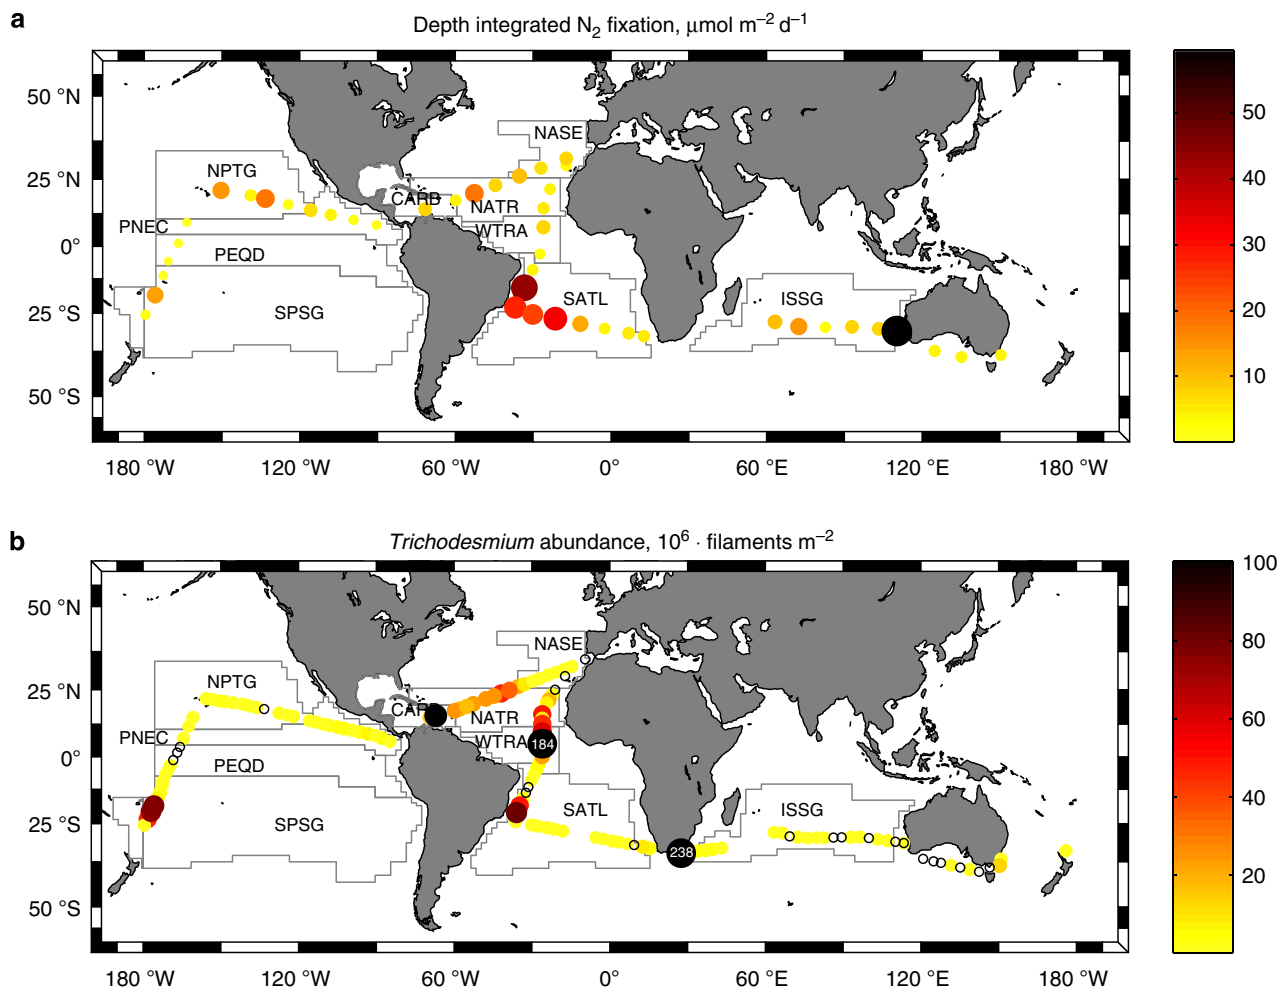 a
Depth integrated N₂ fixation, μmol m⁻² d⁻¹
50 °N
25 °N
0°
25 °S
50 °S
NASE
NPTG
CARB
NATR
PNEC
WTRA
PEQD
SATL
ISSG
SPSG
180 °W 120 °W 60 °W 0° 60 °E 120 °E 180 °W
50
40
30
20
10
b
Trichodesmium abundance, 10⁶ · filaments m⁻²
50 °N
25 °N
0°
25 °S
50 °S
NASE
NPTG
CAR
NATR
PNEC
WTRA
184
PEQD
SATL
ISSG
SPSG
238
180 °W 120 °W 60 °W 0° 60 °E 120 °E 180 °W
100
80
60
40
20